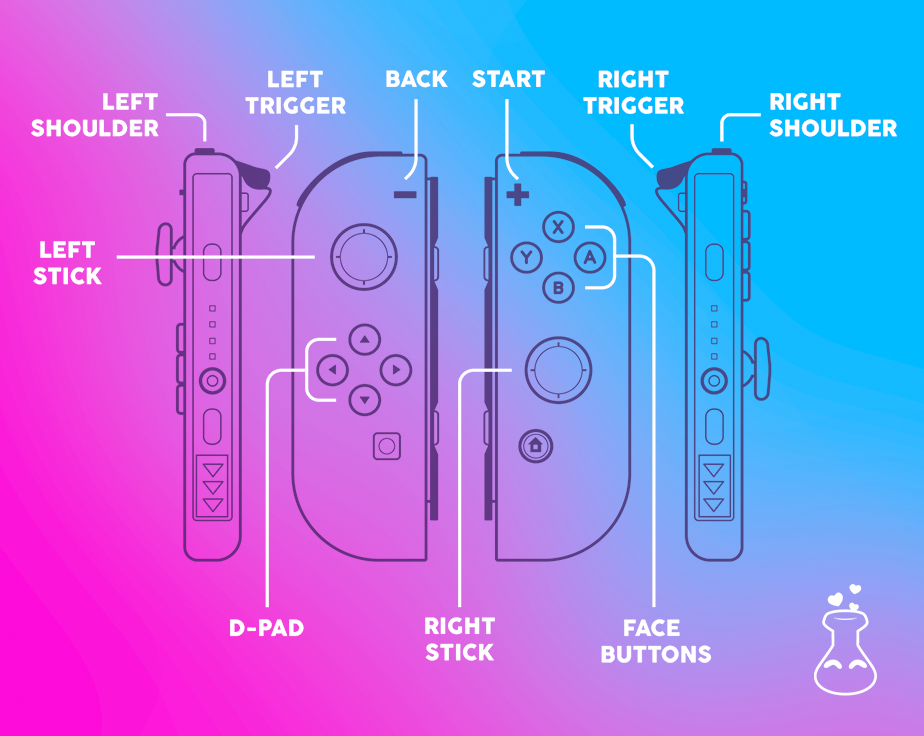 LEFT
SHOULDER
LEFT
TRIGGER
BACK
START
RIGHT
TRIGGER
RIGHT
SHOULDER
LEFT
STICK
X
Y
A
B
D-PAD
RIGHT
STICK
FACE
BUTTONS